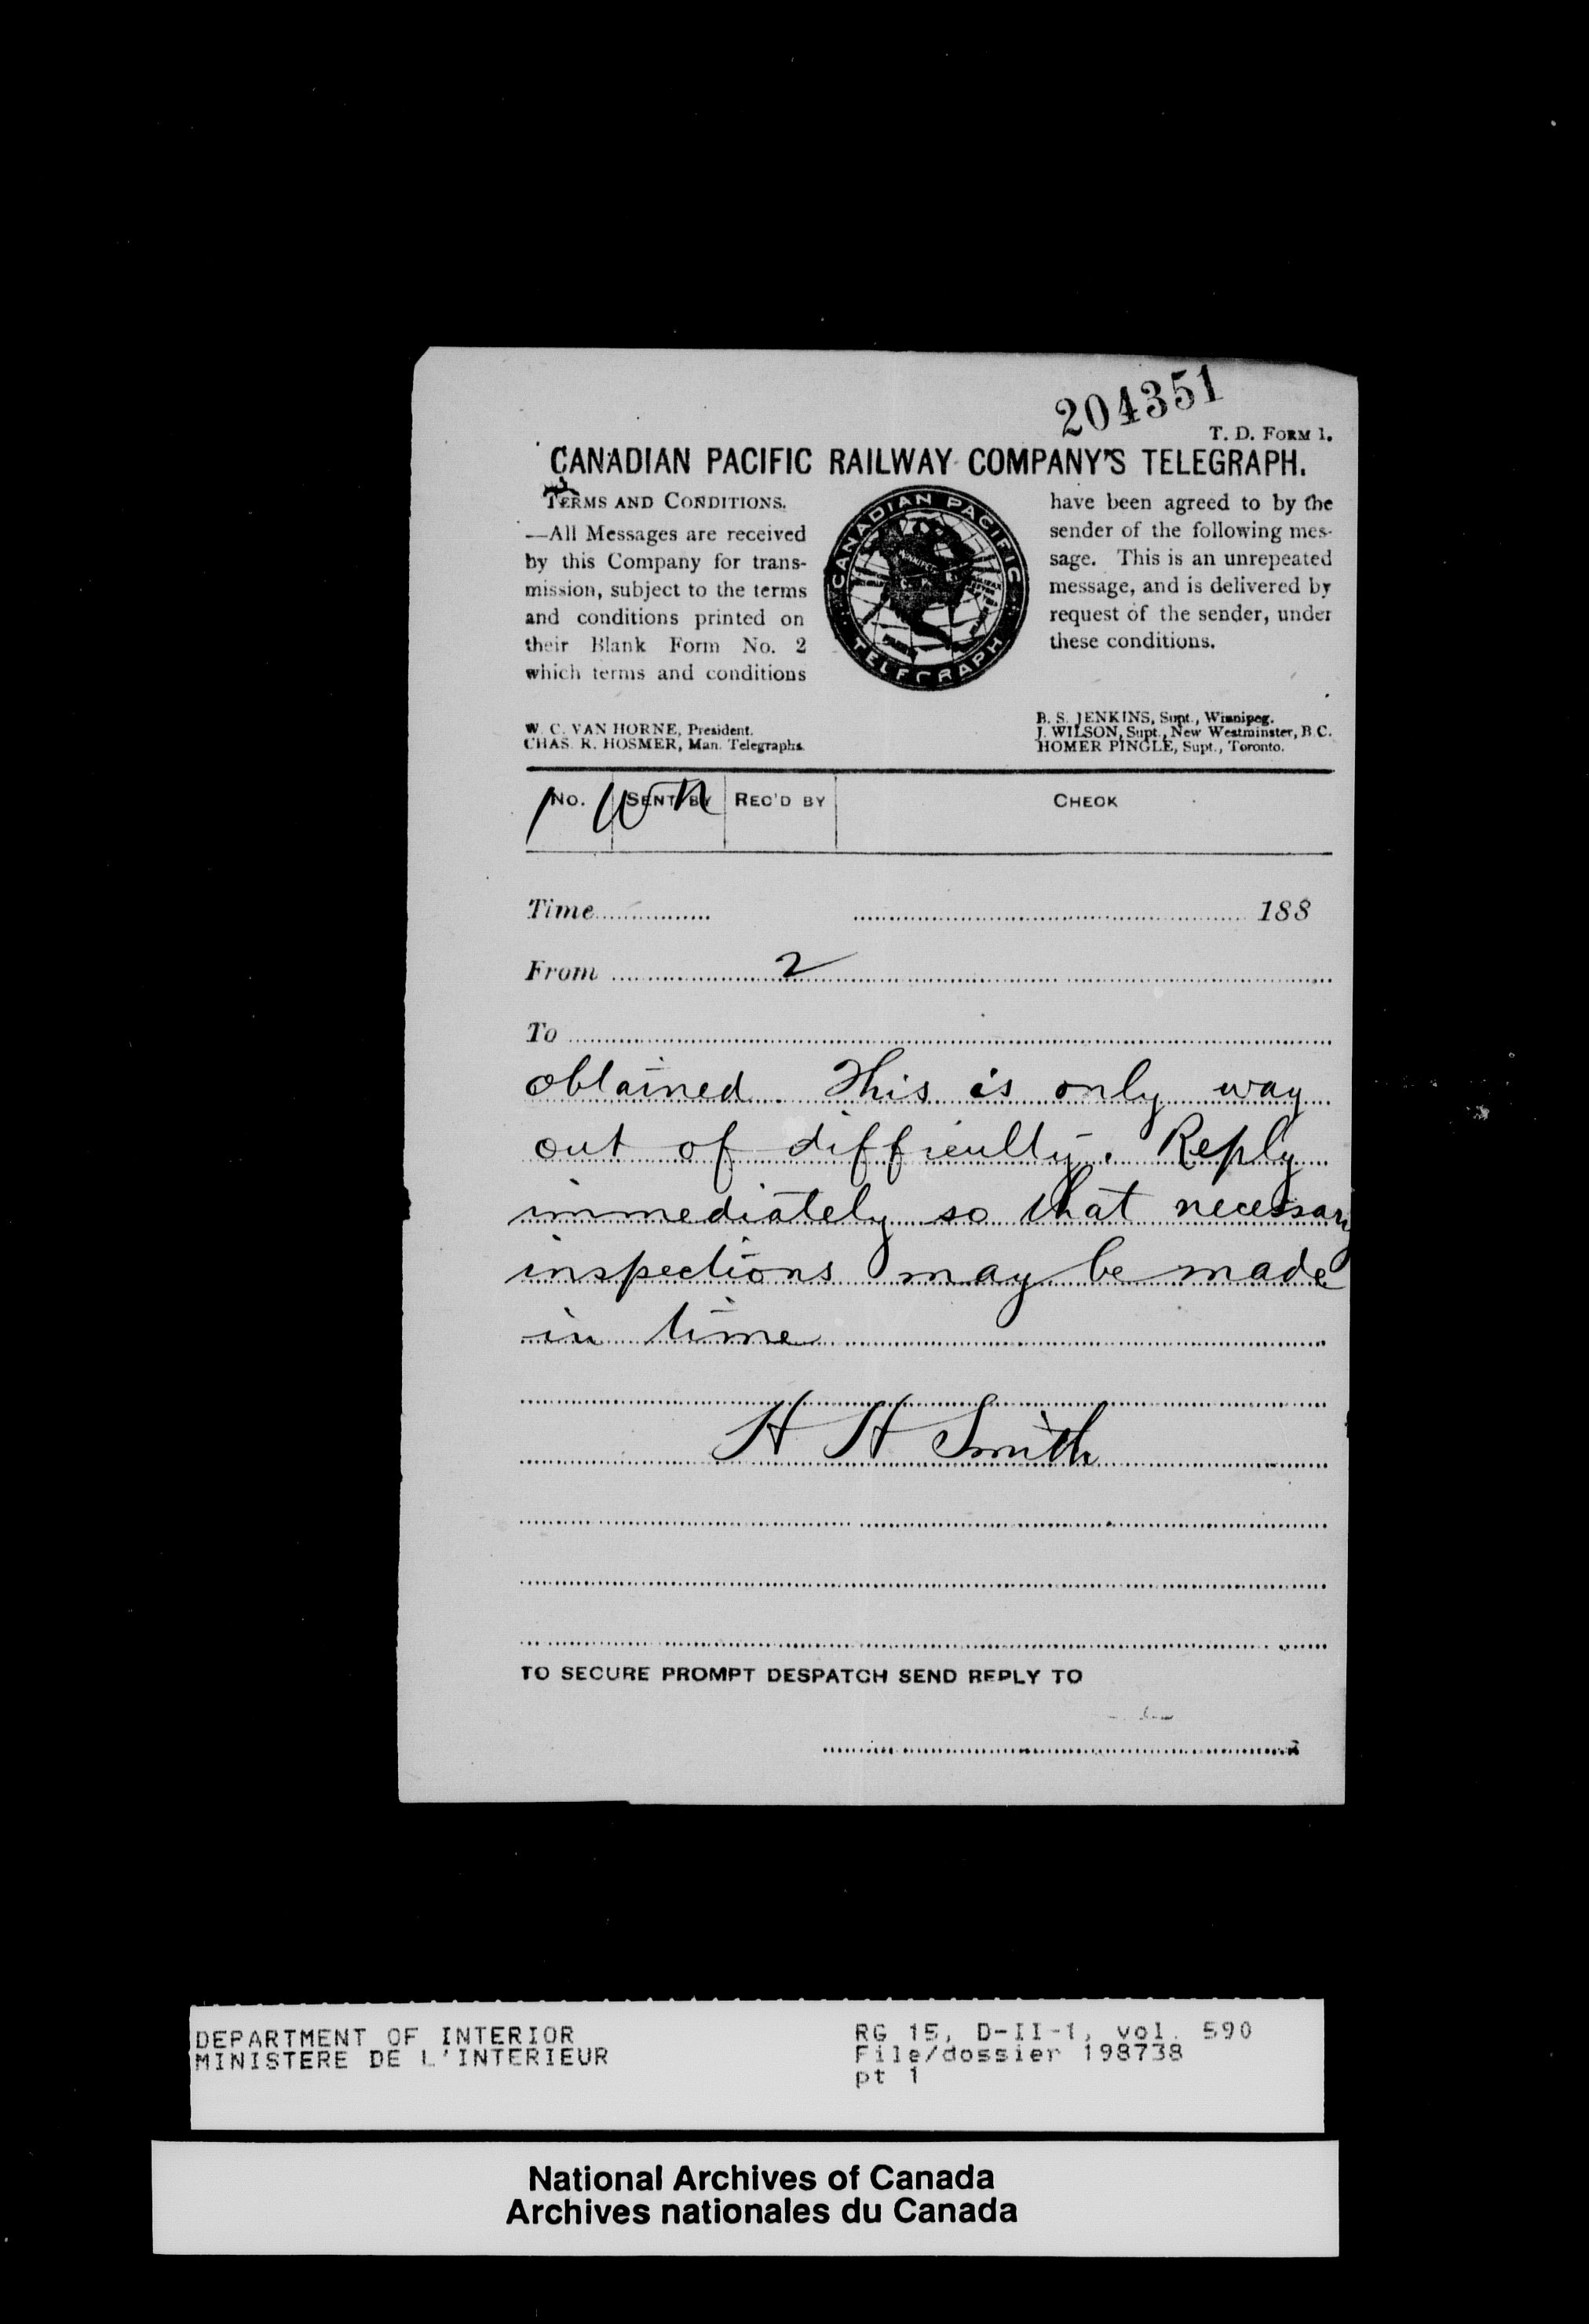 204351
T. D. FORM 1.
CANADIAN PACIFIC RAILWAY COMPANY'S TELEGRAPH.
TERMS AND CONDITIONS.
—All Messages are received
by this Company for trans-
mission, subject to the terms
and conditions printed on
their Blank Form No. 2
which terms and conditions
CANADIAN PACIFIC
TELEGRAPH
have been agreed to by the
sender of the following mes-
sage. This is an unrepeated
message, and is delivered by
request of the sender, under
these conditions.
W. C. VAN HORNE, President.
CHAS. R. HOSMER, Man. Telegraphs.
B. S. JENKINS, Supt., Winnipeg.
J. WILSON, Supt., New Westminster, B.C.
HOMER PINGLE, Supt., Toronto.
NO. SENT BY REC'D BY CHECK
Time 188
From 2
To
obtained. This is only way
out of difficulty. Reply
immediately so that necessary
inspections may be made
in time
H H Smith
TO SECURE PROMPT DESPATCH SEND REPLY TO
DEPARTMENT OF INTERIOR
MINISTERE DE L'INTERIEUR
RG 15, D-II-1, vol. 590
File/dossier 198738
pt 1
National Archives of Canada
Archives nationales du Canada